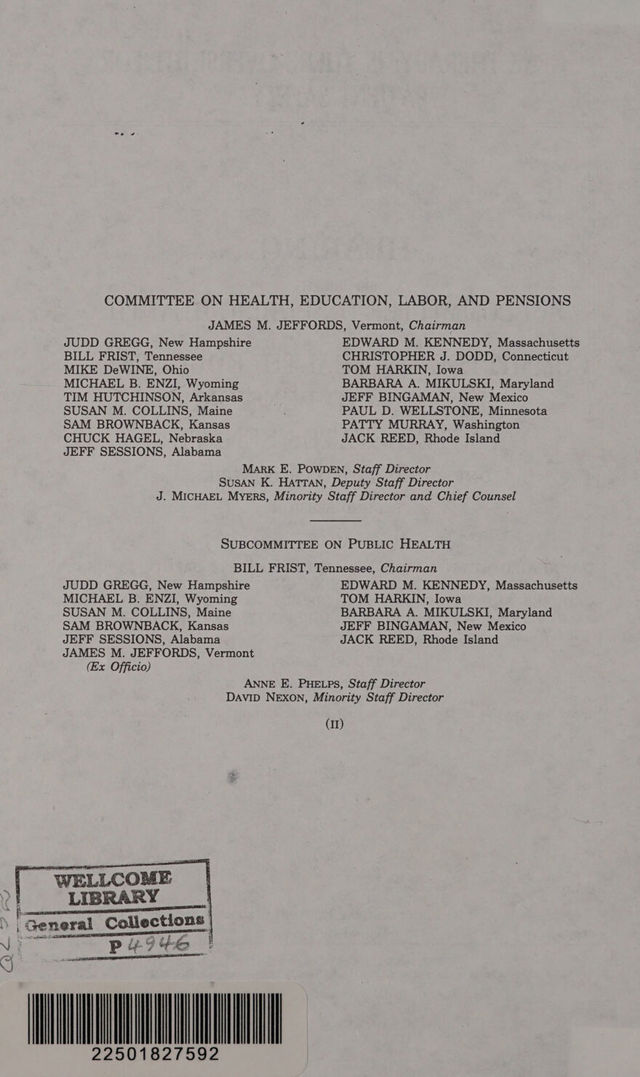 COMMITTEE ON HEALTH, EDUCATION, LABOR, AND PENSIONS
JAMES M. JEFFORDS, Vermont, Chairman
JUDD GREGG, New Hampshire
BILL FRIST, Tennessee
MIKE DeWINE, Ohio
MICHAEL B. ENZI, Wyoming
TIM HUTCHINSON, Arkansas
SUSAN M. COLLINS, Maine
SAM BROWNBACK, Kansas
CHUCK HAGEL, Nebraska
JEFF SESSIONS, Alabama
EDWARD M. KENNEDY, Massachusetts
CHRISTOPHER J. DODD, Connecticut
TOM HARKIN, Iowa
BARBARA A. MIKULSKI, Maryland
JEFF BINGAMAN, New Mexico
PAUL D. WELLSTONE, Minnesota
PATTY MURRAY, Washington
JACK REED, Rhode Island
MARK E. POWDEN, Staff Director
SUSAN K. HATTAN, Deputy Staff Director
J. MICHAEL MYERS, Minority Staff Director and Chief Counsel
SUBCOMMITTEE ON PUBLIC HEALTH
BILL FRIST, Tennessee, Chairman
JUDD GREGG, New Hampshire
MICHAEL B. ENZI, Wyoming
SUSAN M. COLLINS, Maine
SAM BROWNBACK, Kansas
JEFF SESSIONS, Alabama
JAMES M. JEFFORDS, Vermont
(Ex Officio)
EDWARD M. KENNEDY, Massachusetts
TOM HARKIN, Iowa
BARBARA A. MIKULSKI, Maryland
JEFF BINGAMAN, New Mexico
JACK REED, Rhode Island
ANNE E. PHELPS, Staff Director
DAVID NEXON, Minority Staff Director
(II)
WELLCOME
LIBRARY
General Collections
P 4946
22501827592